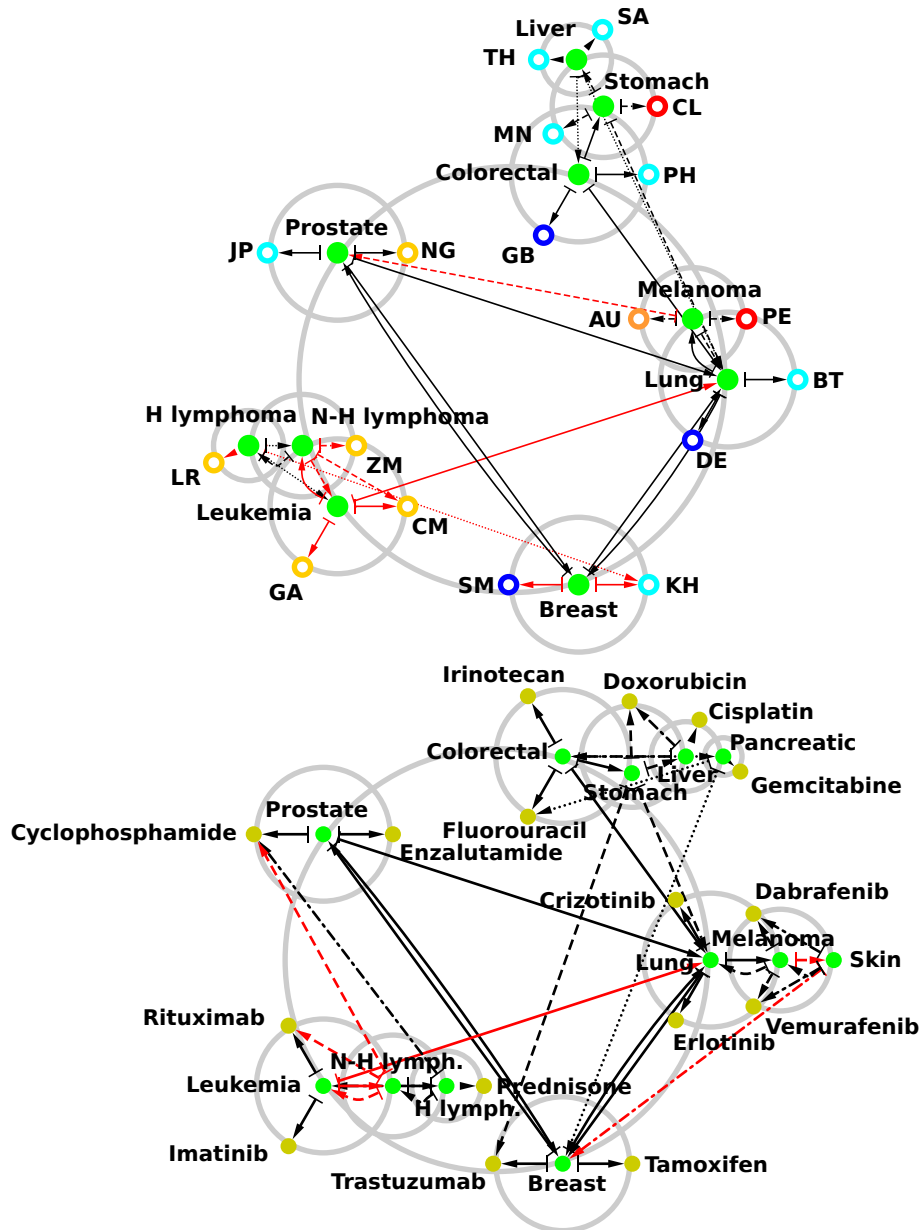 SA
Liver
TH
Stomach
CL
MN
Colorectal
PH
Prostate
GB
JP
NG
Melanoma
AU
PE
Lung
BT
H lymphoma
N-H lymphoma
DE
LR
ZM
Leukemia
CM
GA
SM
KH
Breast
Irinotecan
Doxorubicin
Cisplatin
Colorectal
Pancreatic
Liver
Stomach
Gemcitabine
Prostate
Cyclophosphamide
Fluorouracil
Enzalutamide
Crizotinib
Dabrafenib
Melanoma
Lung
Skin
Rituximab
Vemurafenib
Erlotinib
N-H lymph.
Leukemia
Prednisone
H lymph.
Imatinib
Trastuzumab
Breast
Tamoxifen